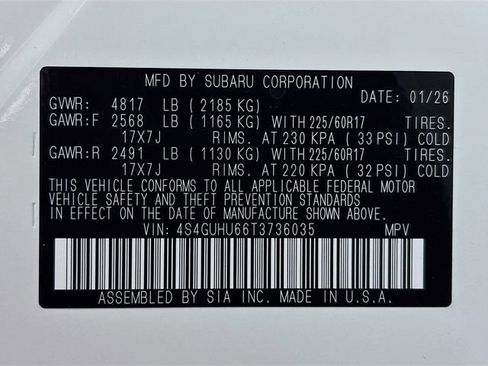 MFD BY SUBARU CORPORATION
DATE: 01/26
GVWR: 4817 LB (2185 KG)
GAWR:F 2568 LB (1165 KG) WITH 225/60R17 TIRES.
17X7J RIMS. AT 230 KPA (33 PSI) COLD
GAWR:R 2491 LB (1130 KG) WITH 225/60R17 TIRES.
17X7J RIMS. AT 220 KPA (32 PSI) COLD
THIS VEHICLE CONFORMS TO ALL APPLICABLE FEDERAL MOTOR
VEHICLE SAFETY AND THEFT PREVENTION STANDARDS
IN EFFECT ON THE DATE OF MANUFACTURE SHOWN ABOVE.
VIN: 4S4GUHU66T3736035 MPV
ASSEMBLED BY SIA INC. MADE IN U.S.A.